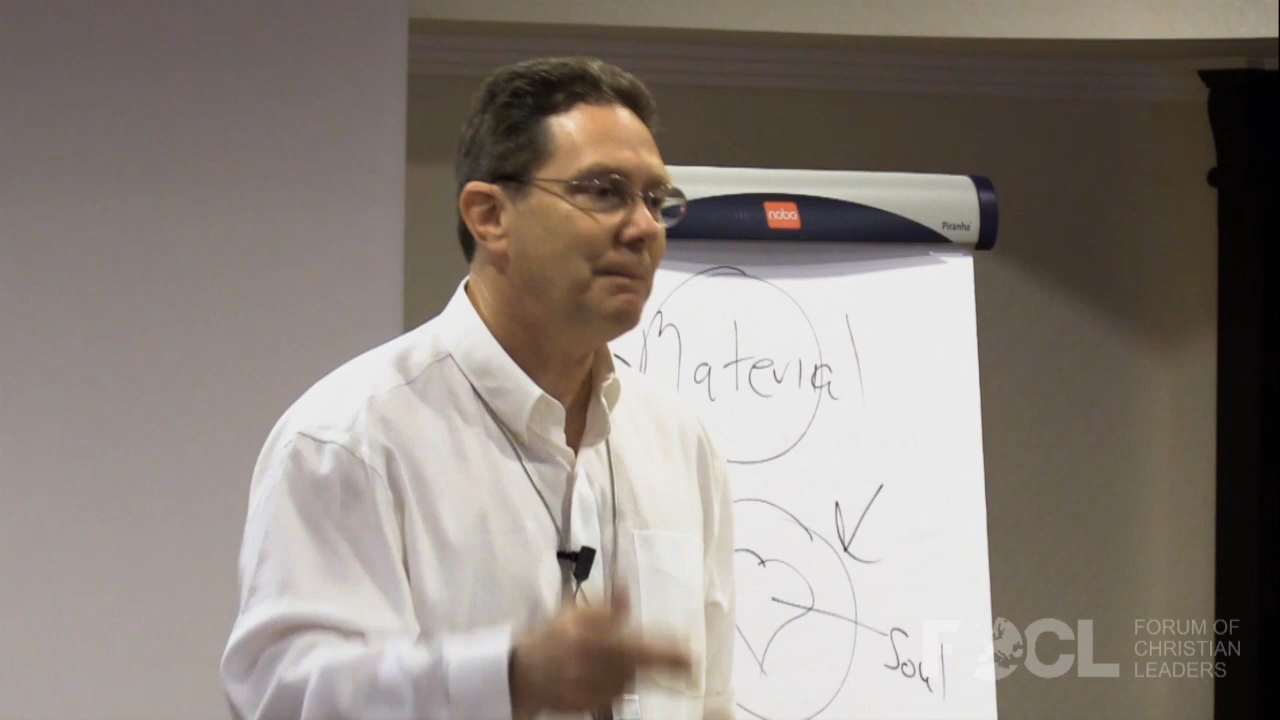 nobo
Piranha
Material
Soul
FOCL
FORUM OF
CHRISTIAN
LEADERS